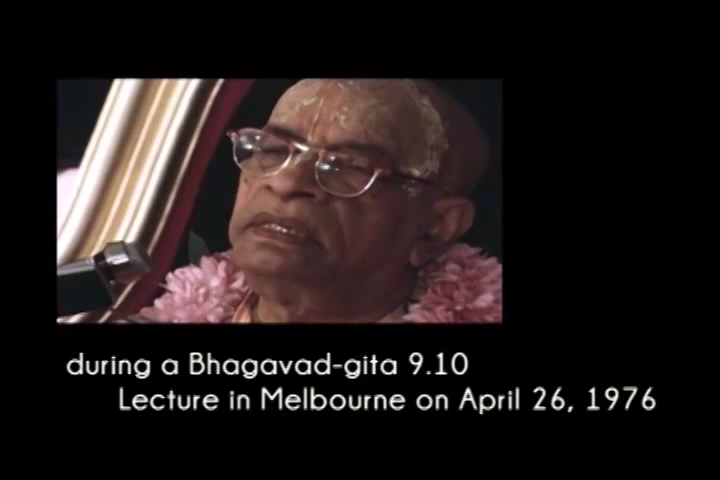 during a Bhagavad-gita 9.10
Lecture in Melbourne on April 26, 1976